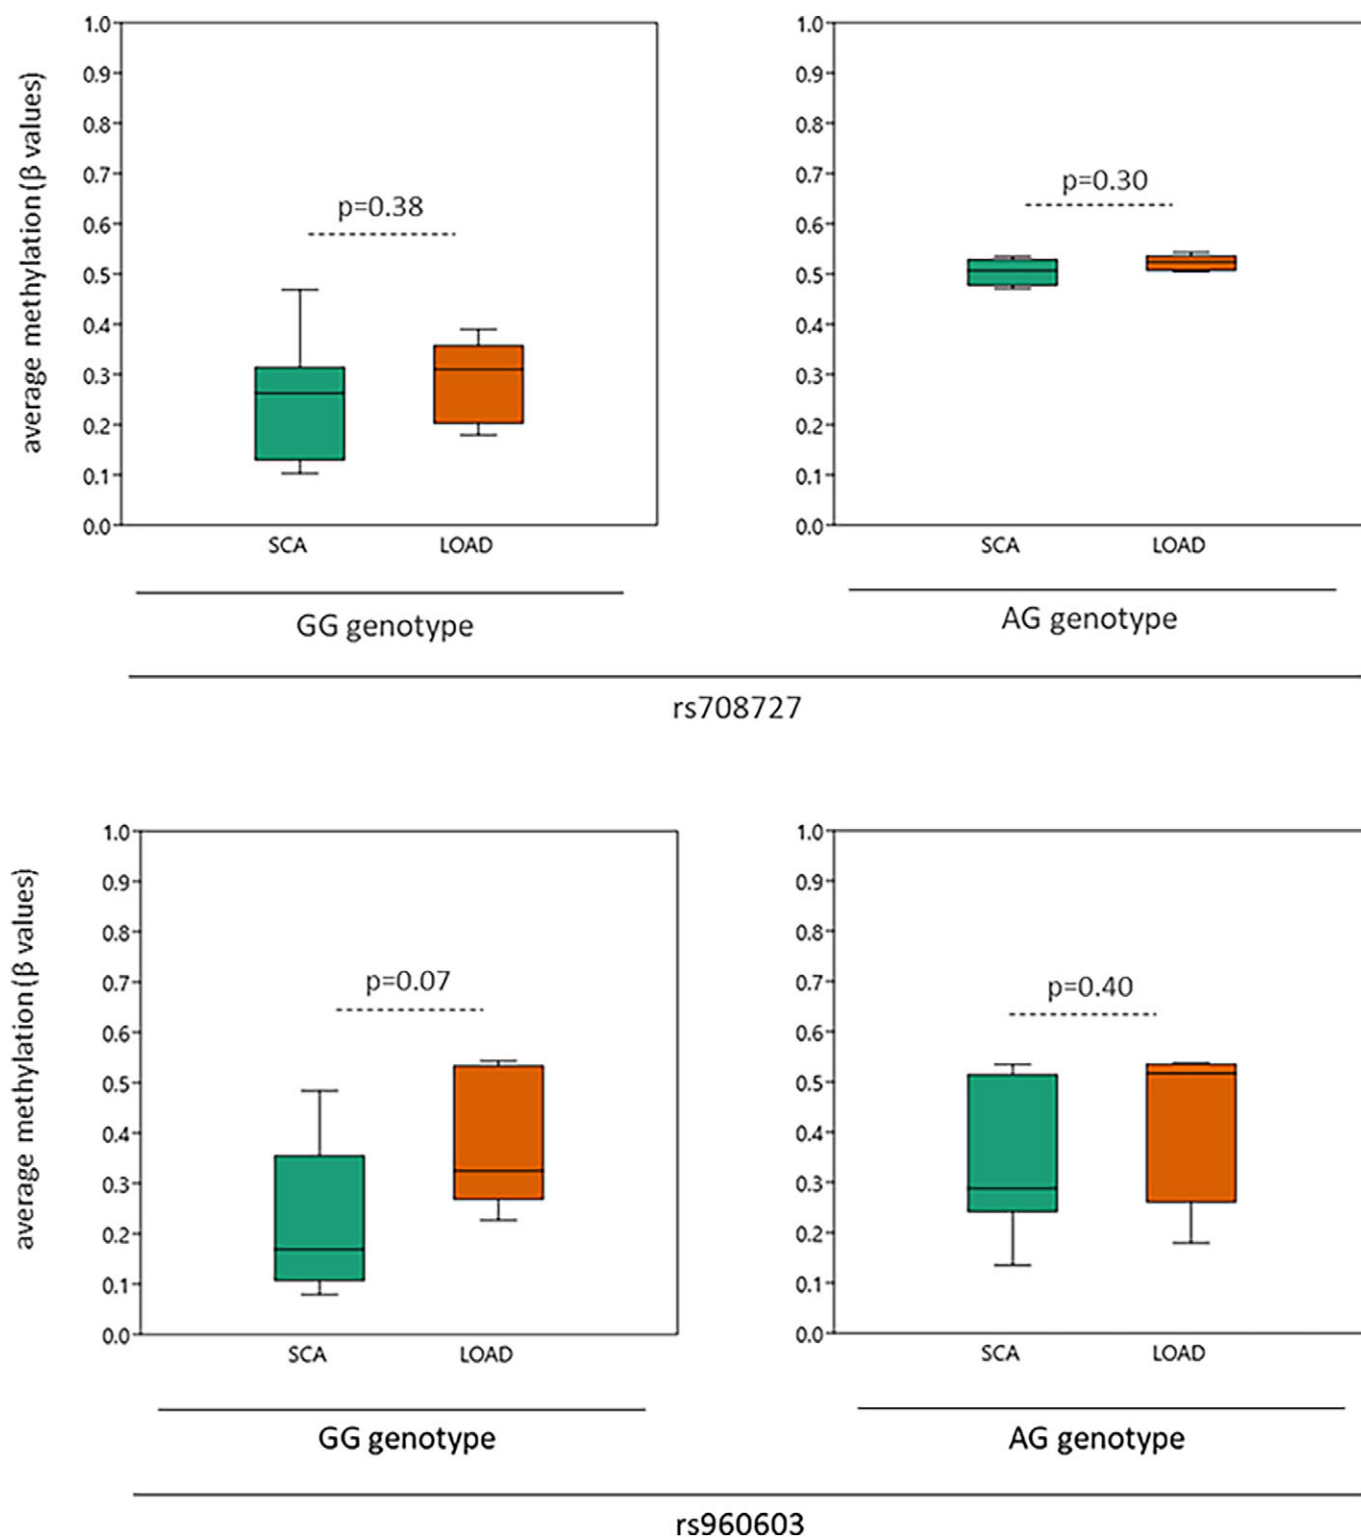 average methylation (β values)
1.0
0.9
0.8
0.7
0.6
0.5
0.4
0.3
0.2
0.1
0.0
p=0.38
SCA LOAD
GG genotype
1.0
0.9
0.8
0.7
0.6
0.5
0.4
0.3
0.2
0.1
0.0
p=0.30
SCA LOAD
AG genotype
rs708727
average methylation (β values)
1.0
0.9
0.8
0.7
0.6
0.5
0.4
0.3
0.2
0.1
0.0
p=0.07
SCA LOAD
GG genotype
1.0
0.9
0.8
0.7
0.6
0.5
0.4
0.3
0.2
0.1
0.0
p=0.40
SCA LOAD
AG genotype
rs960603